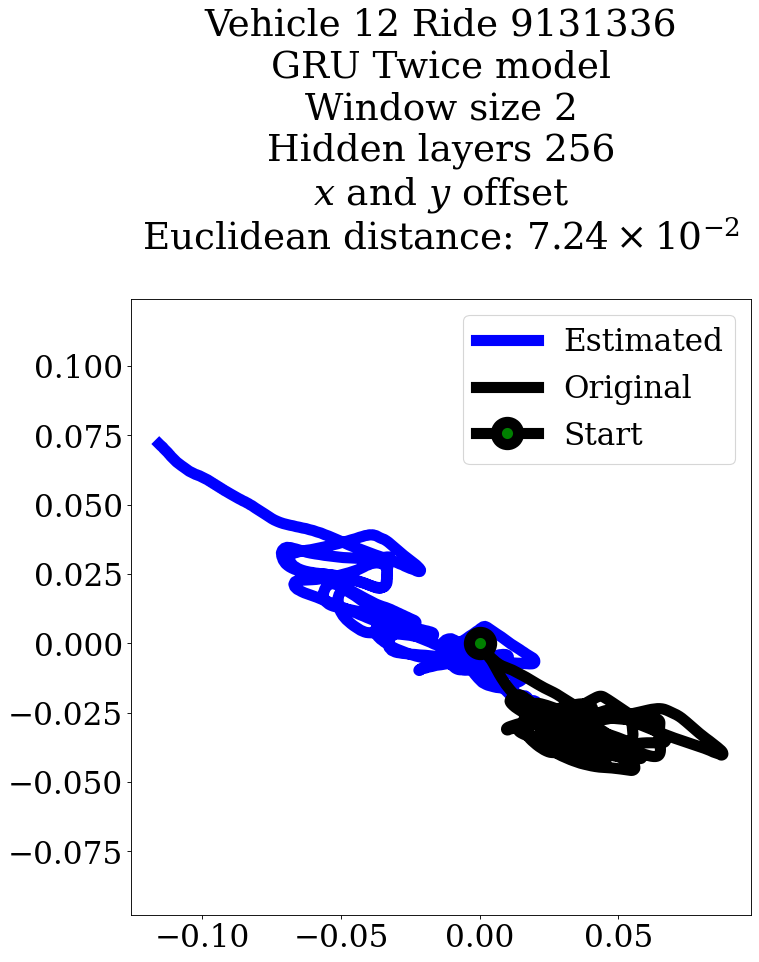 Vehicle 12 Ride 9131336
GRU Twice model
Window size 2
Hidden layers 256
x and y offset
Euclidean distance: 7.24 × 10⁻²
Estimated
Original
Start
0.100
0.075
0.050
0.025
0.000
−0.025
−0.050
−0.075
−0.10 −0.05 0.00 0.05